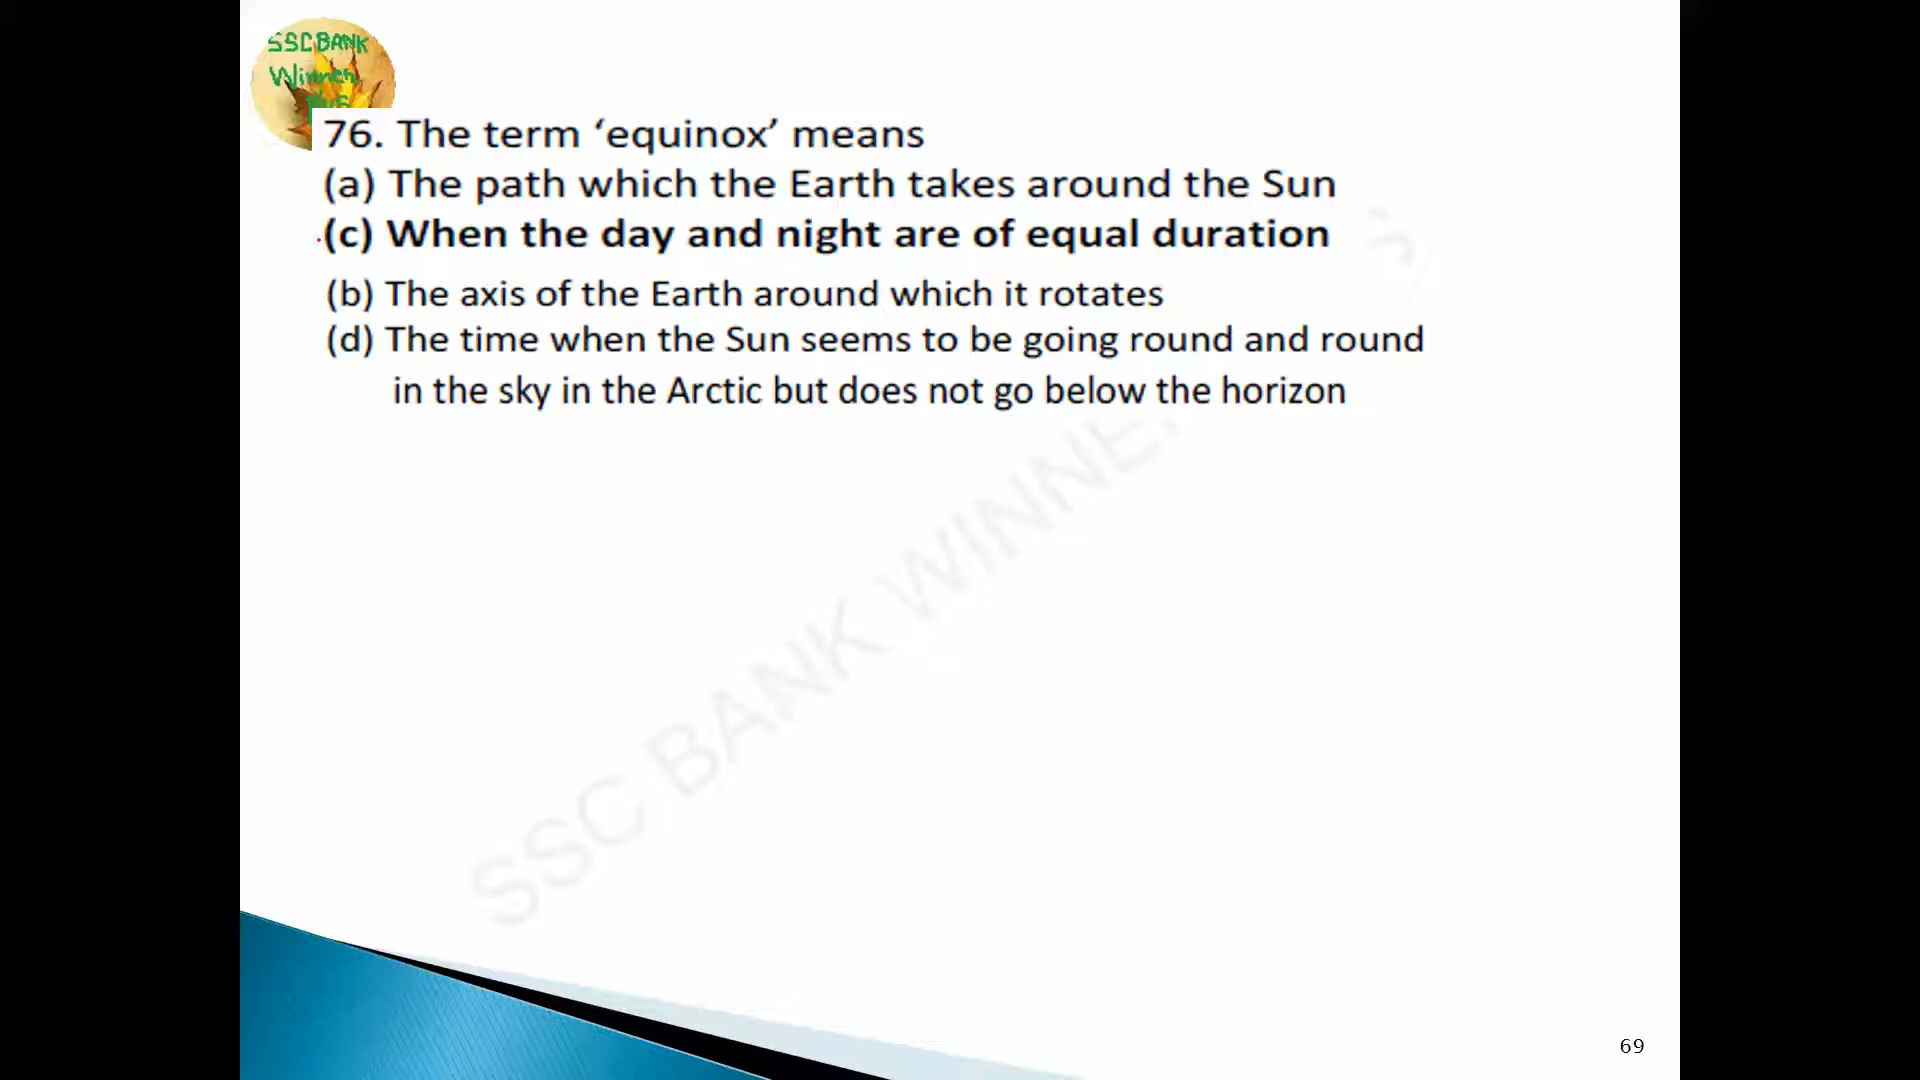 SSC BANK
Winner
76. The term ‘equinox’ means
(a) The path which the Earth takes around the Sun
(c) When the day and night are of equal duration
(b) The axis of the Earth around which it rotates
(d) The time when the Sun seems to be going round and round
in the sky in the Arctic but does not go below the horizon
SSC BANK
69